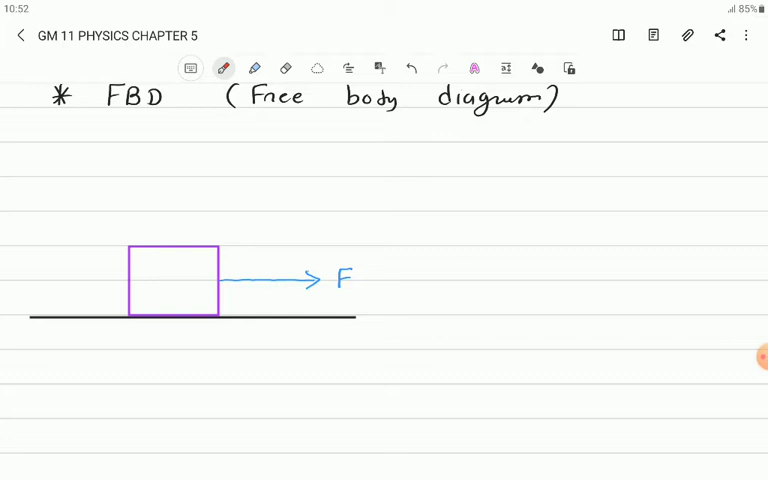 10:52
85%
GM 11 PHYSICS CHAPTER 5
* FBD (Free body diagram)
F